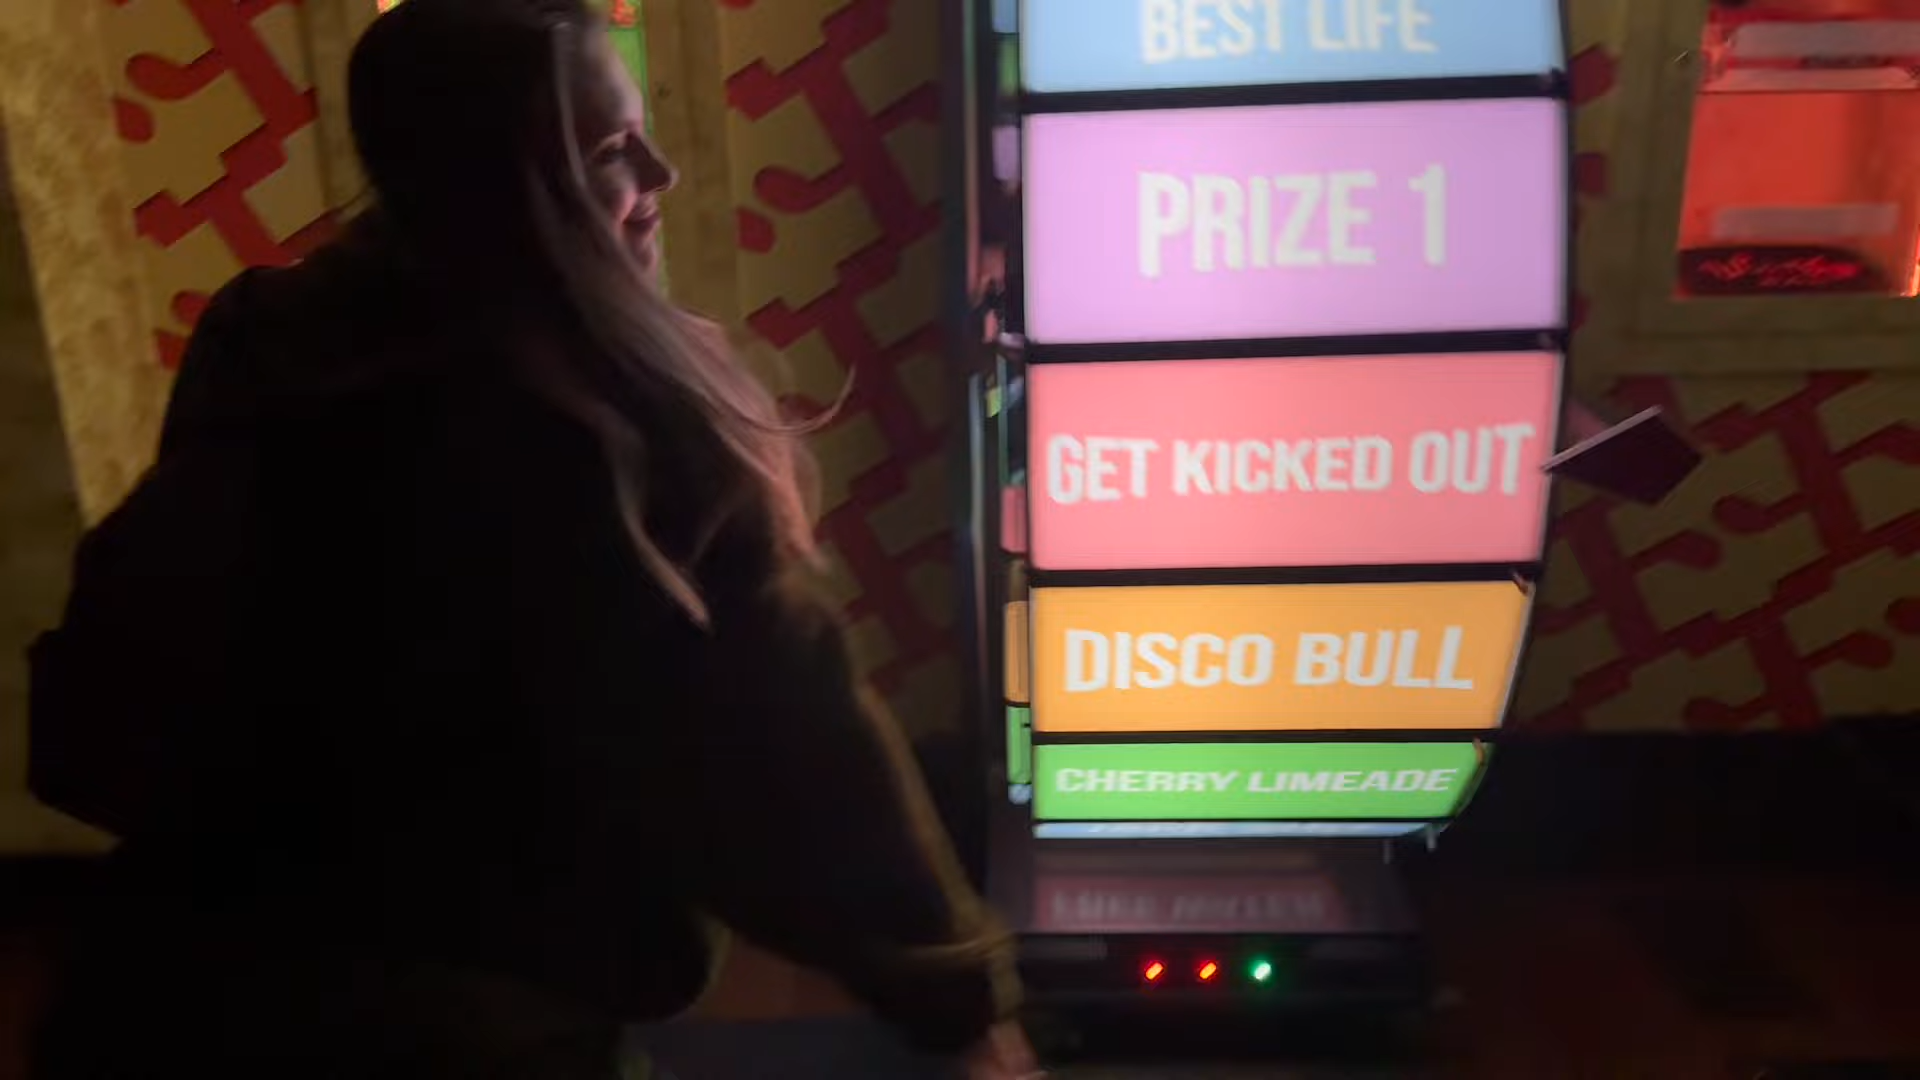 BEST LIFE
PRIZE 1
GET KICKED OUT
DISCO BULL
CHERRY LIMEADE